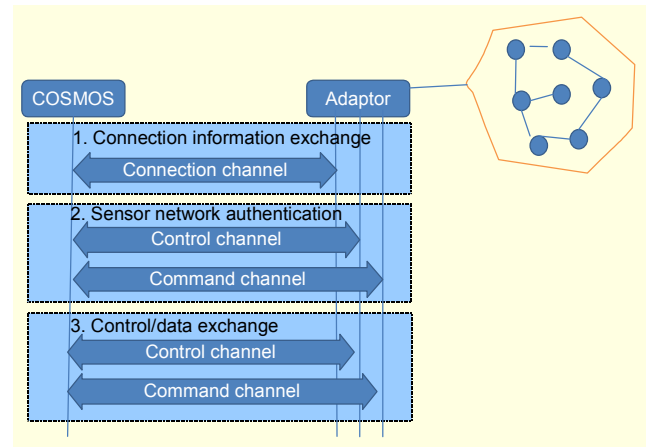 COSMOS
Adaptor
1. Connection information exchange
Connection channel
2. Sensor network authentication
Control channel
Command channel
3. Control/data exchange
Control channel
Command channel